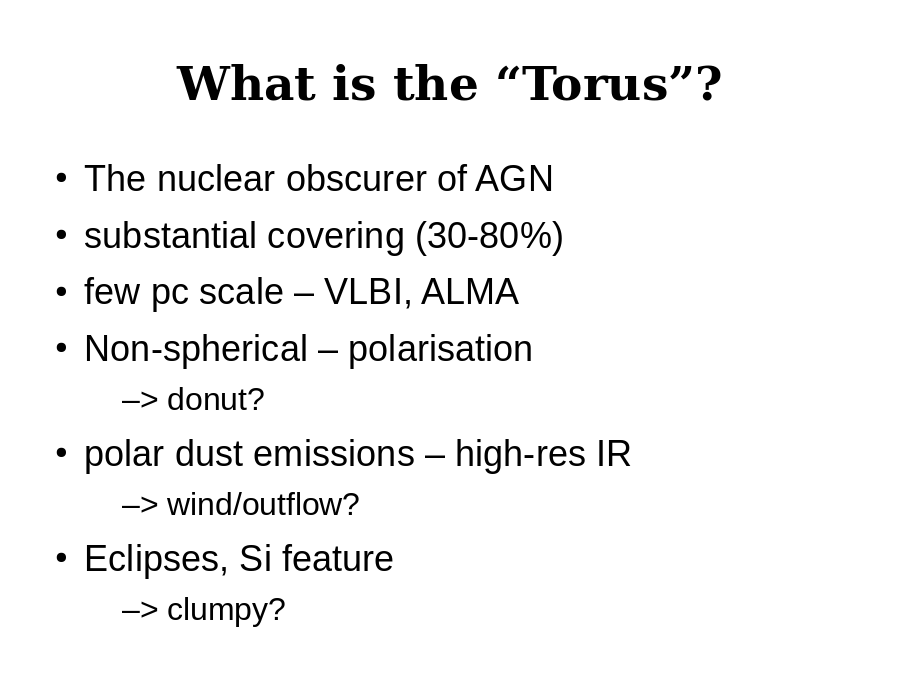 What is the “Torus”?
• The nuclear obscurer of AGN
• substantial covering (30-80%)
• few pc scale – VLBI, ALMA
• Non-spherical – polarisation
–> donut?
• polar dust emissions – high-res IR
–> wind/outflow?
• Eclipses, Si feature
–> clumpy?